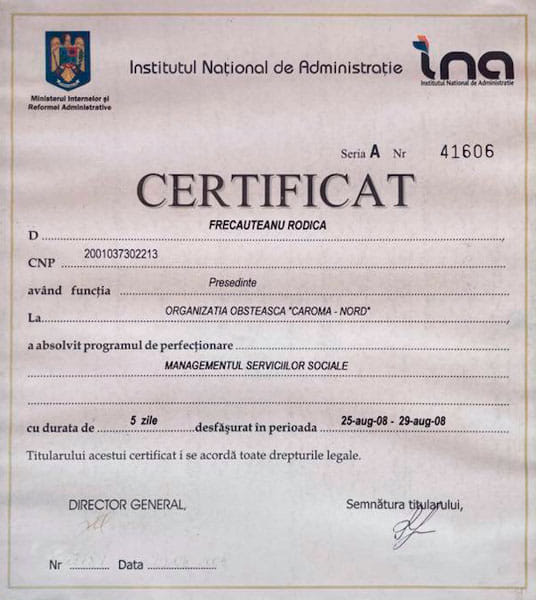 Ministerul Internelor și
Reformei Administrative
Institutul Național de Administrație
ina
Institutul Național de Administrație
Seria A Nr 41606
CERTIFICAT
D FRECAUTEANU RODICA
CNP 2001037302213
având funcția Presedinte
La ORGANIZATIA OBSTEASCA "CAROMA - NORD"
a absolvit programul de perfecționare
MANAGEMENTUL SERVICIILOR SOCIALE
cu durata de 5 zile desfășurat în perioada 25-aug-08 - 29-aug-08
Titularului acestui certificat i se acordă toate drepturile legale.
DIRECTOR GENERAL, Semnătura titularului,
Nr Data